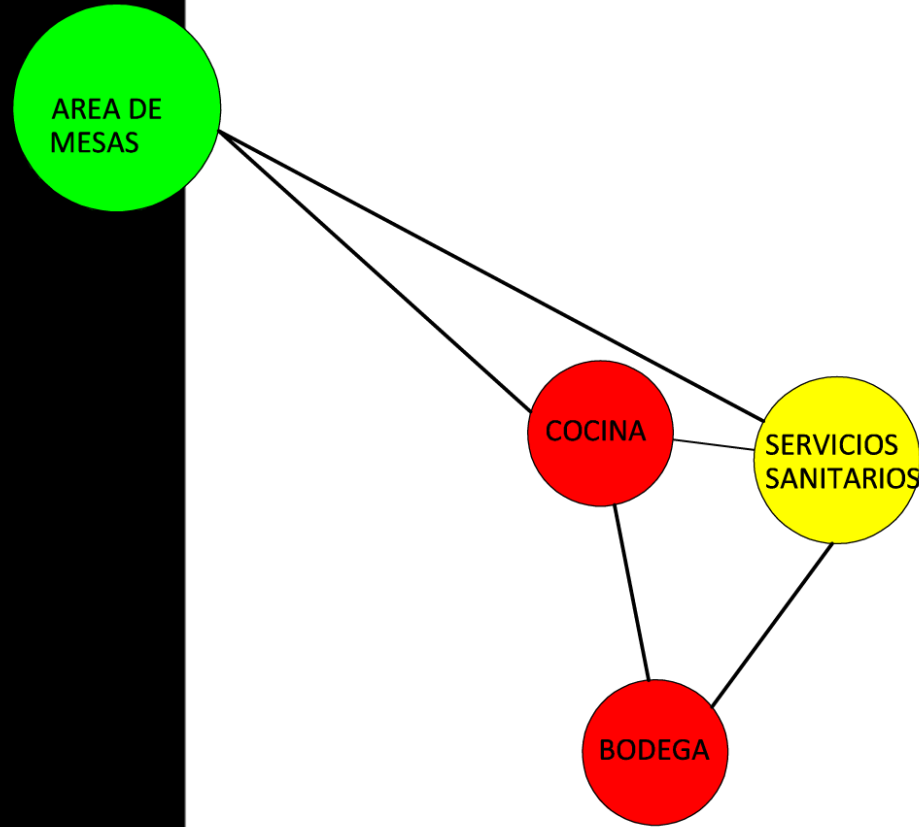 AREA DE
MESAS
COCINA
SERVICIOS
SANITARIOS
BODEGA